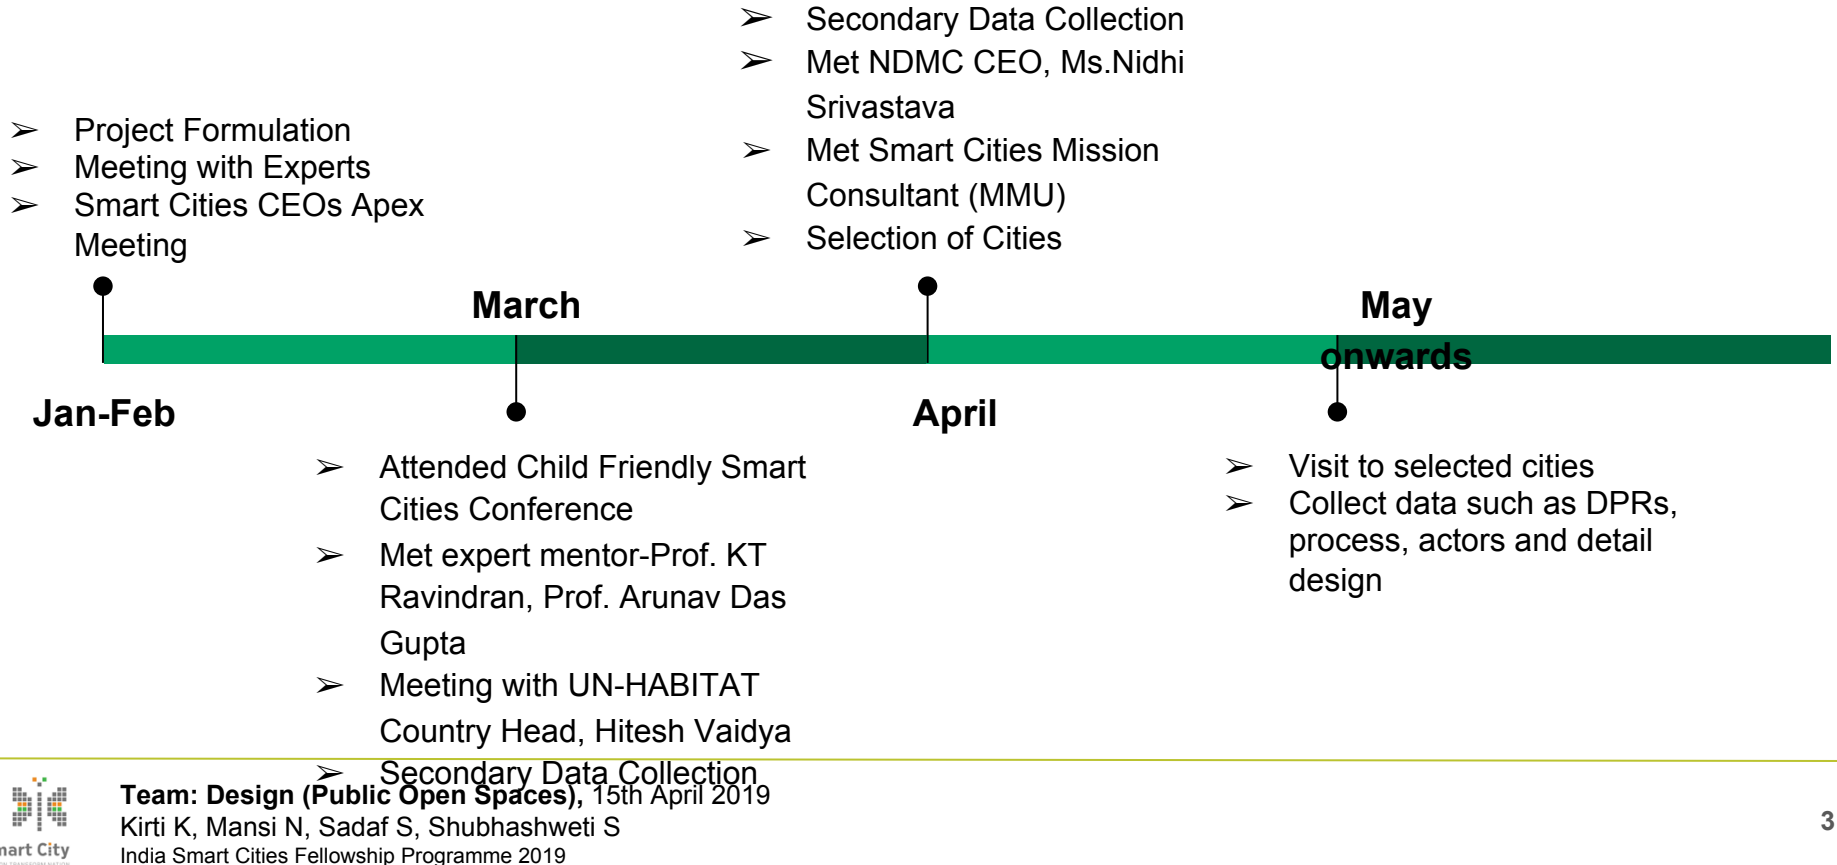 ➢ Project Formulation
➢ Meeting with Experts
➢ Smart Cities CEOs Apex
Meeting
Jan-Feb
March
➢ Attended Child Friendly Smart
Cities Conference
➢ Met expert mentor-Prof. KT
Ravindran, Prof. Arunav Das
Gupta
➢ Meeting with UN-HABITAT
Country Head, Hitesh Vaidya
➢ Secondary Data Collection
➢ Secondary Data Collection
➢ Met NDMC CEO, Ms.Nidhi
Srivastava
➢ Met Smart Cities Mission
Consultant (MMU)
➢ Selection of Cities
April
May
onwards
➢ Visit to selected cities
➢ Collect data such as DPRs,
process, actors and detail
design
mart City
Team: Design (Public Open Spaces), 15th April 2019
Kirti K, Mansi N, Sadaf S, Shubhashweti S
India Smart Cities Fellowship Programme 2019
3